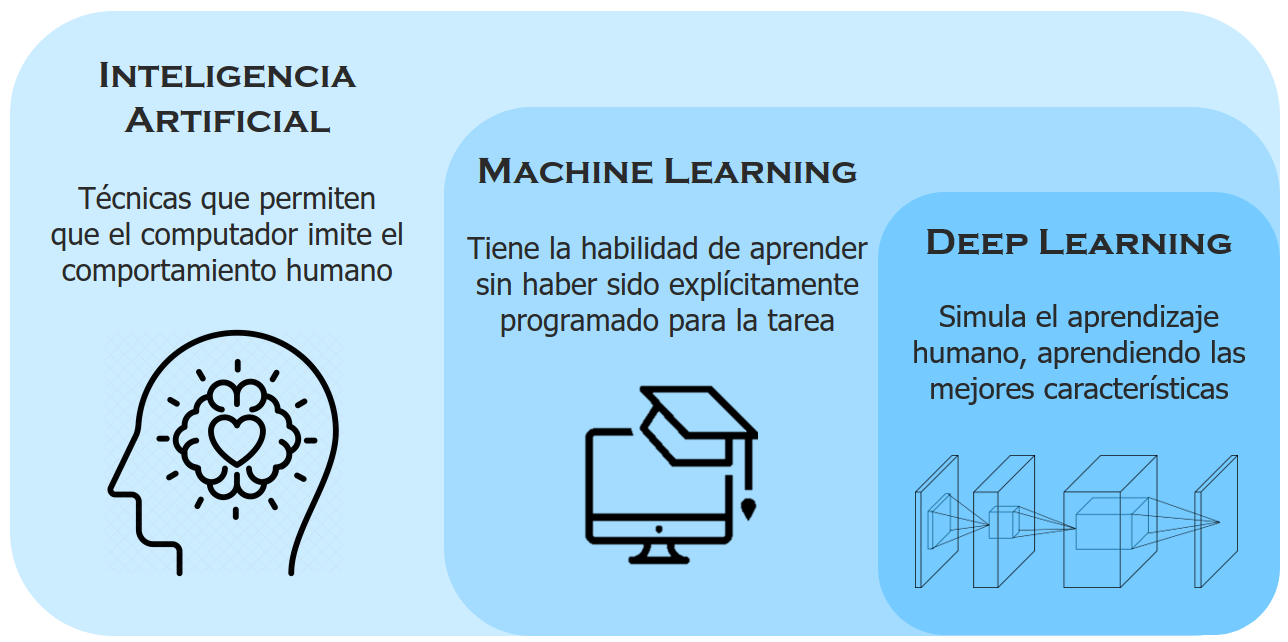 INTELIGENCIA
ARTIFICIAL
Técnicas que permiten
que el computador imite el
comportamiento humano
MACHINE LEARNING
Tiene la habilidad de aprender
sin haber sido explícitamente
programado para la tarea
DEEP LEARNING
Simula el aprendizaje
humano, aprendiendo las
mejores características